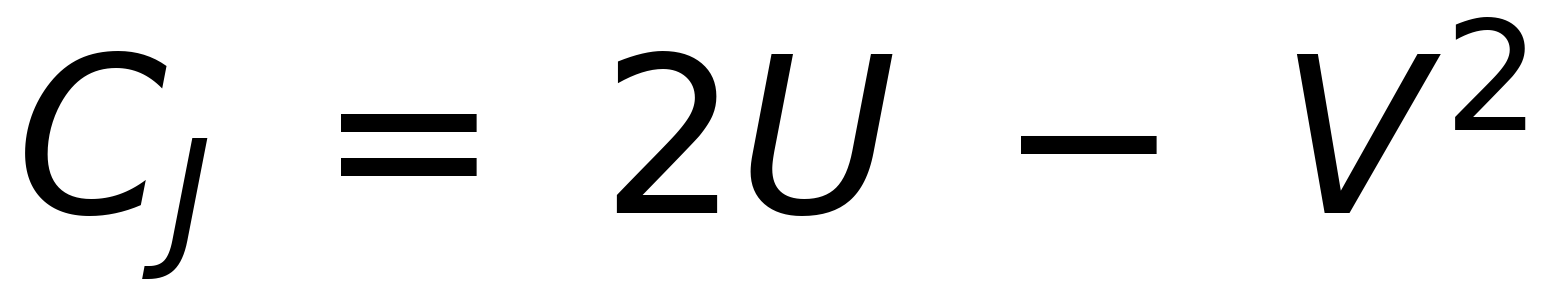 C_J = 2U − V²